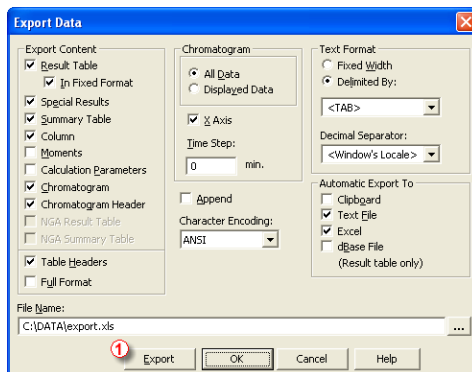 Export Data
Export Content
Result Table
In Fixed Format
Special Results
Summary Table
Column
Moments
Calculation Parameters
Chromatogram
Chromatogram Header
NGA Result Table
NGA Summary Table
Table Headers
Full Format
Chromatogram
All Data
Displayed Data
X Axis
Time Step:
0 min.
Append
Character Encoding:
ANSI
Text Format
Fixed Width
Delimited By:
<TAB>
Decimal Separator:
<Window's Locale>
Automatic Export To
Clipboard
Text File
Excel
dBase File
(Result table only)
File Name:
C:\DATA\export.xls
...
1
Export OK Cancel Help